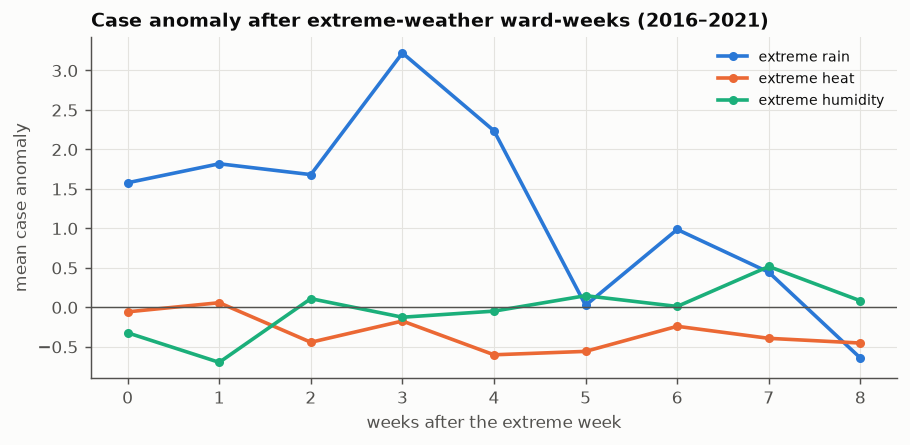 Case anomaly after extreme-weather ward-weeks (2016–2021)
extreme rain
extreme heat
extreme humidity
mean case anomaly
3.0
2.5
2.0
1.5
1.0
0.5
0.0
−0.5
0 1 2 3 4 5 6 7 8
weeks after the extreme week